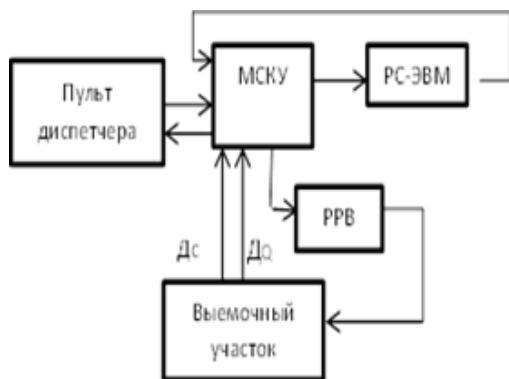 Пульт
диспетчера
МСКУ
РС-ЭВМ
РРВ
Дс
ДQ
Выемочный
участок